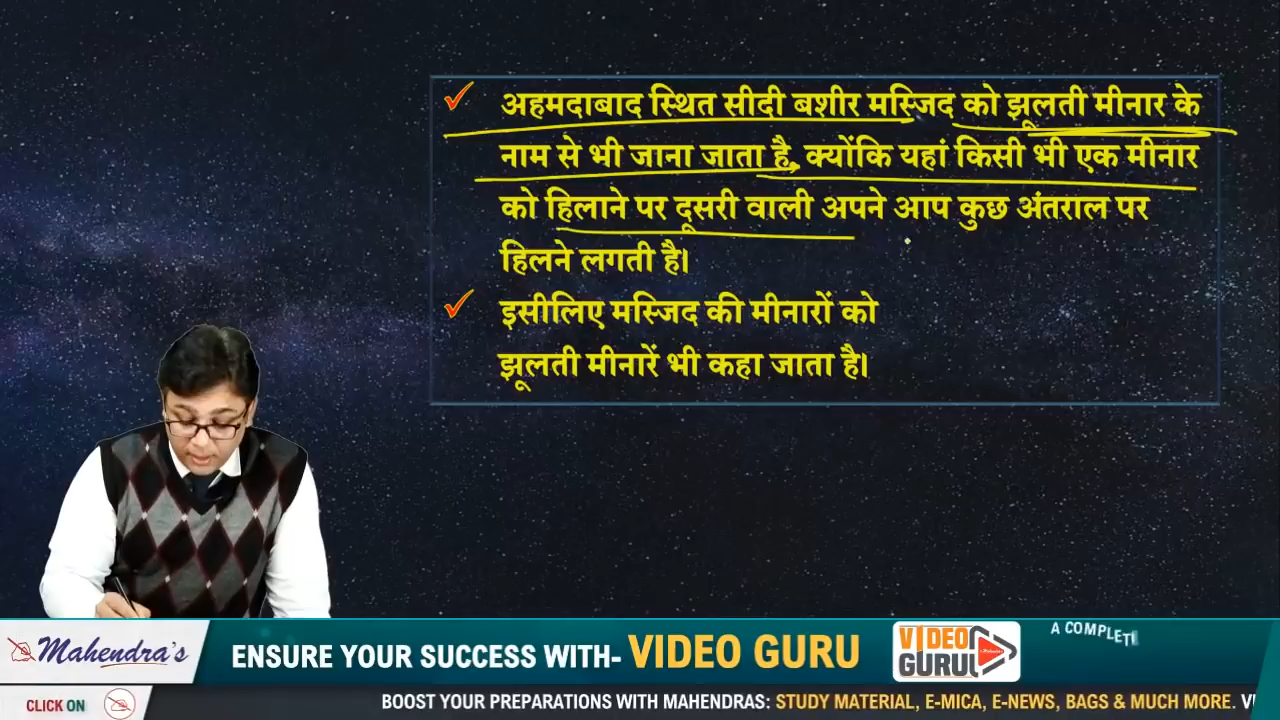 अहमदाबाद स्थित सीदी बशीर मस्जिद को झूलती मीनार के
नाम से भी जाना जाता है, क्योंकि यहां किसी भी एक मीनार
को हिलाने पर दूसरी वाली अपने आप कुछ अंतराल पर
हिलने लगती है।
इसीलिए मस्जिद की मीनारों को
झूलती मीनारें भी कहा जाता है।
Mahendra's
ENSURE YOUR SUCCESS WITH- VIDEO GURU
VIDEO
GURU
A COMPLETI
CLICK ON
BOOST YOUR PREPARATIONS WITH MAHENDRAS: STUDY MATERIAL, E-MICA, E-NEWS, BAGS & MUCH MORE.